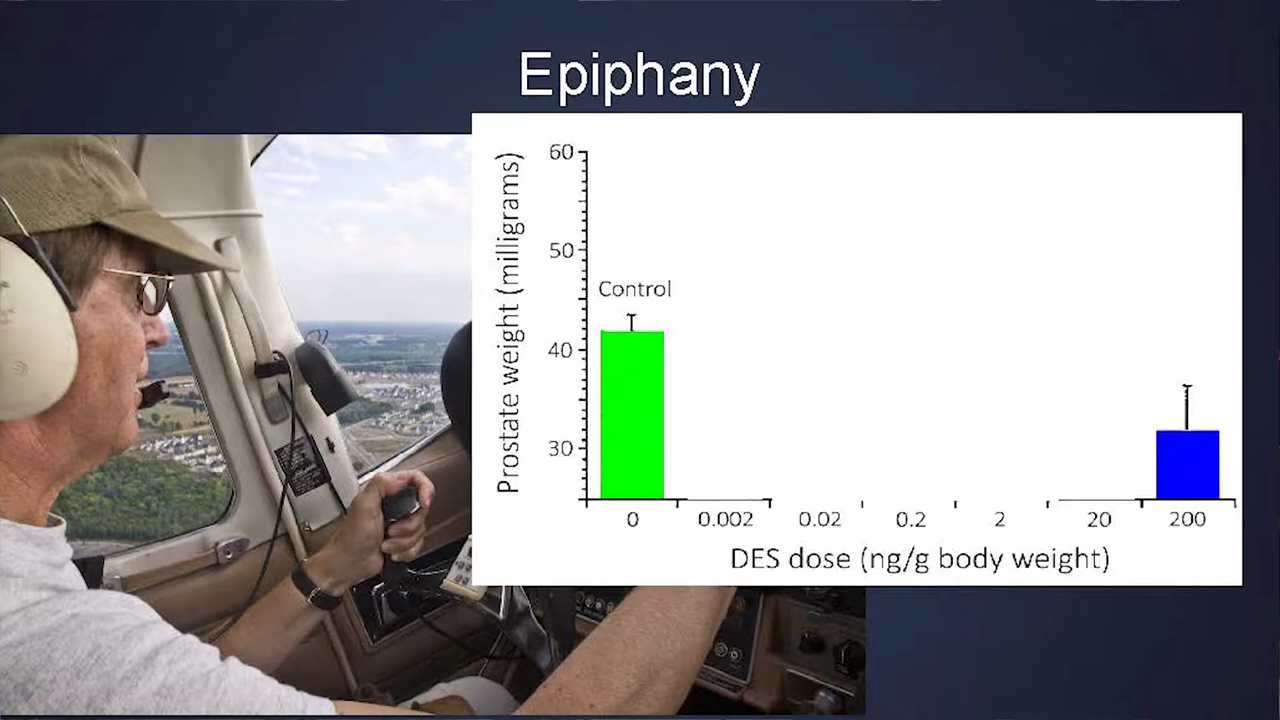 Epiphany
Prostate weight (milligrams)
60
50
40
30
Control
0 0.002 0.02 0.2 2 20 200
DES dose (ng/g body weight)